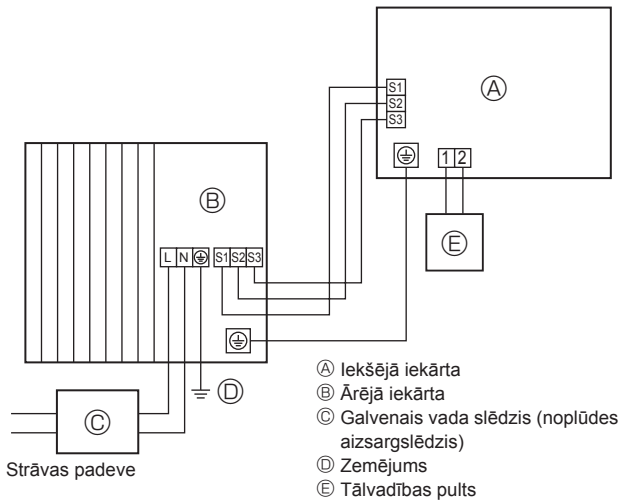 Ⓐ
S1
S2
S3
1 2
Ⓑ
Ⓔ
L N S1 S2 S3
Ⓓ
Ⓒ
Strāvas padeve
Ⓐ Iekšējā iekārta
Ⓑ Ārējā iekārta
Ⓒ Galvenais vada slēdzis (noplūdes
aizsargslēdzis)
Ⓓ Zemējums
Ⓔ Tālvadības pults